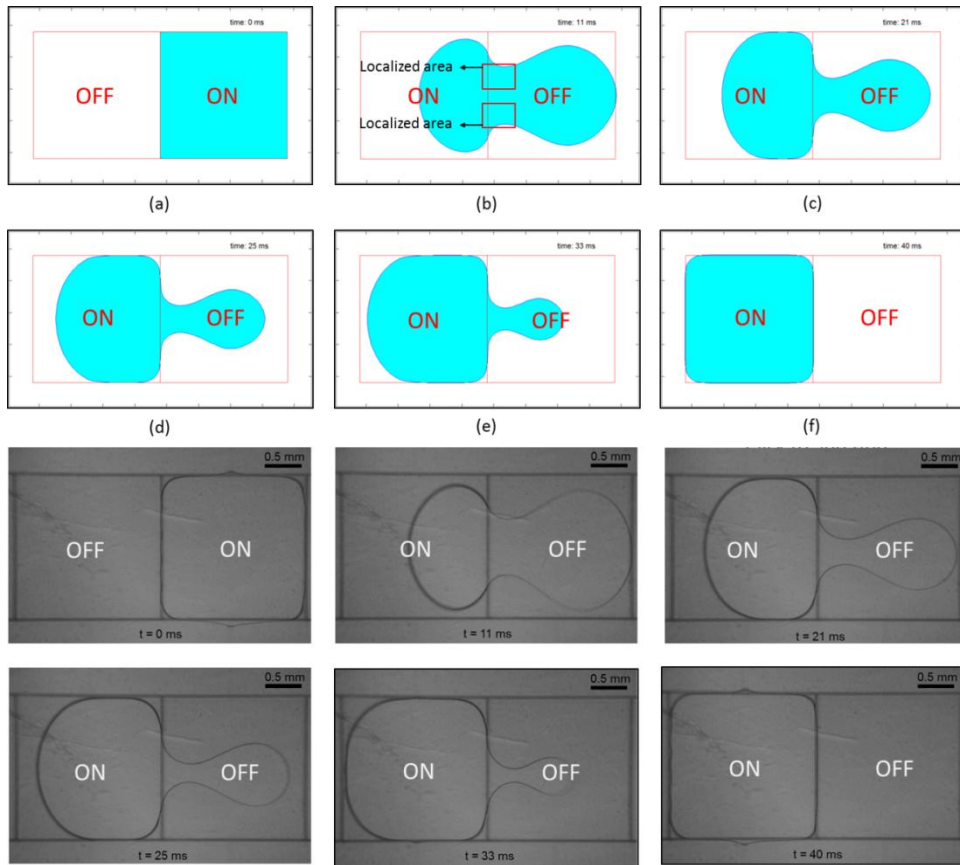 time: 0 ms
OFF ON
(a)
time: 11 ms
Localized area
ON OFF
Localized area
(b)
time: 21 ms
ON OFF
(c)
time: 25 ms
ON OFF
(d)
time: 33 ms
ON OFF
(e)
time: 40 ms
ON OFF
(f)
0.5 mm
OFF ON
t = 0 ms
0.5 mm
ON OFF
t = 11 ms
0.5 mm
ON OFF
t = 21 ms
0.5 mm
ON OFF
t = 25 ms
0.5 mm
ON OFF
t = 33 ms
0.5 mm
ON OFF
t = 40 ms